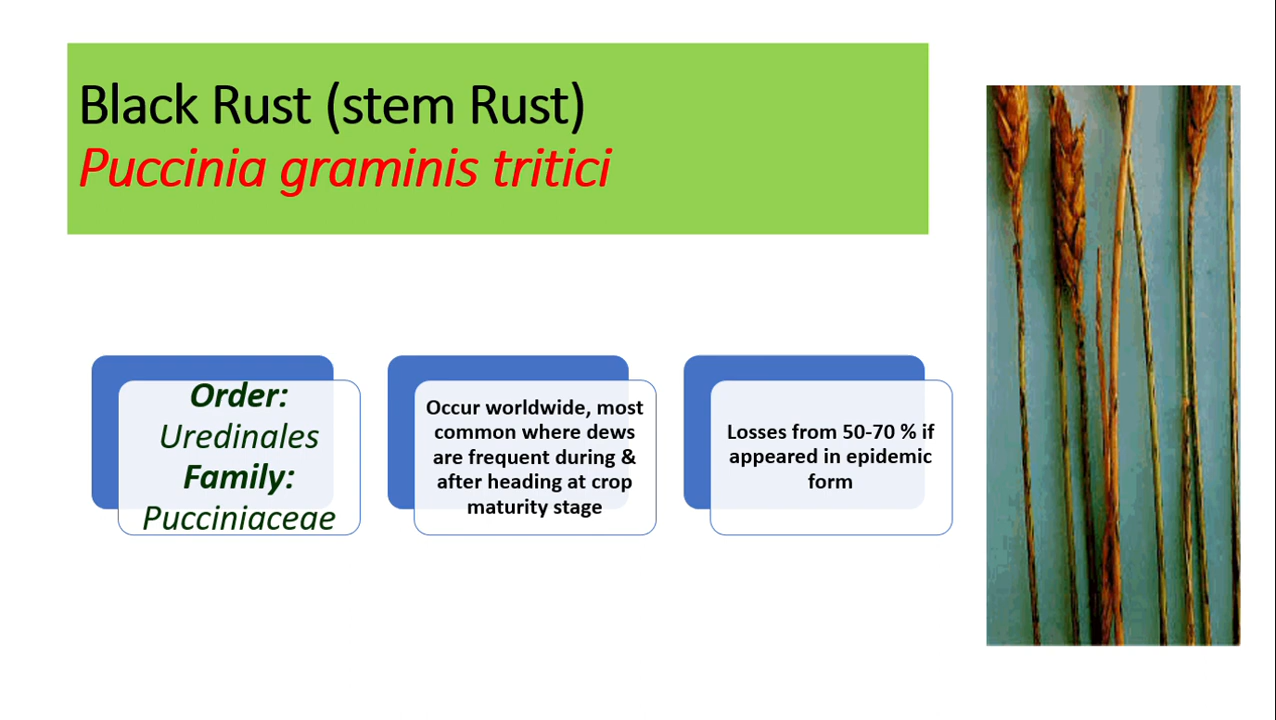 Black Rust (stem Rust)
Puccinia graminis tritici
Order:
Uredinales
Family:
Pucciniaceae
Occur worldwide, most
common where dews
are frequent during &
after heading at crop
maturity stage
Losses from 50-70 % if
appeared in epidemic
form